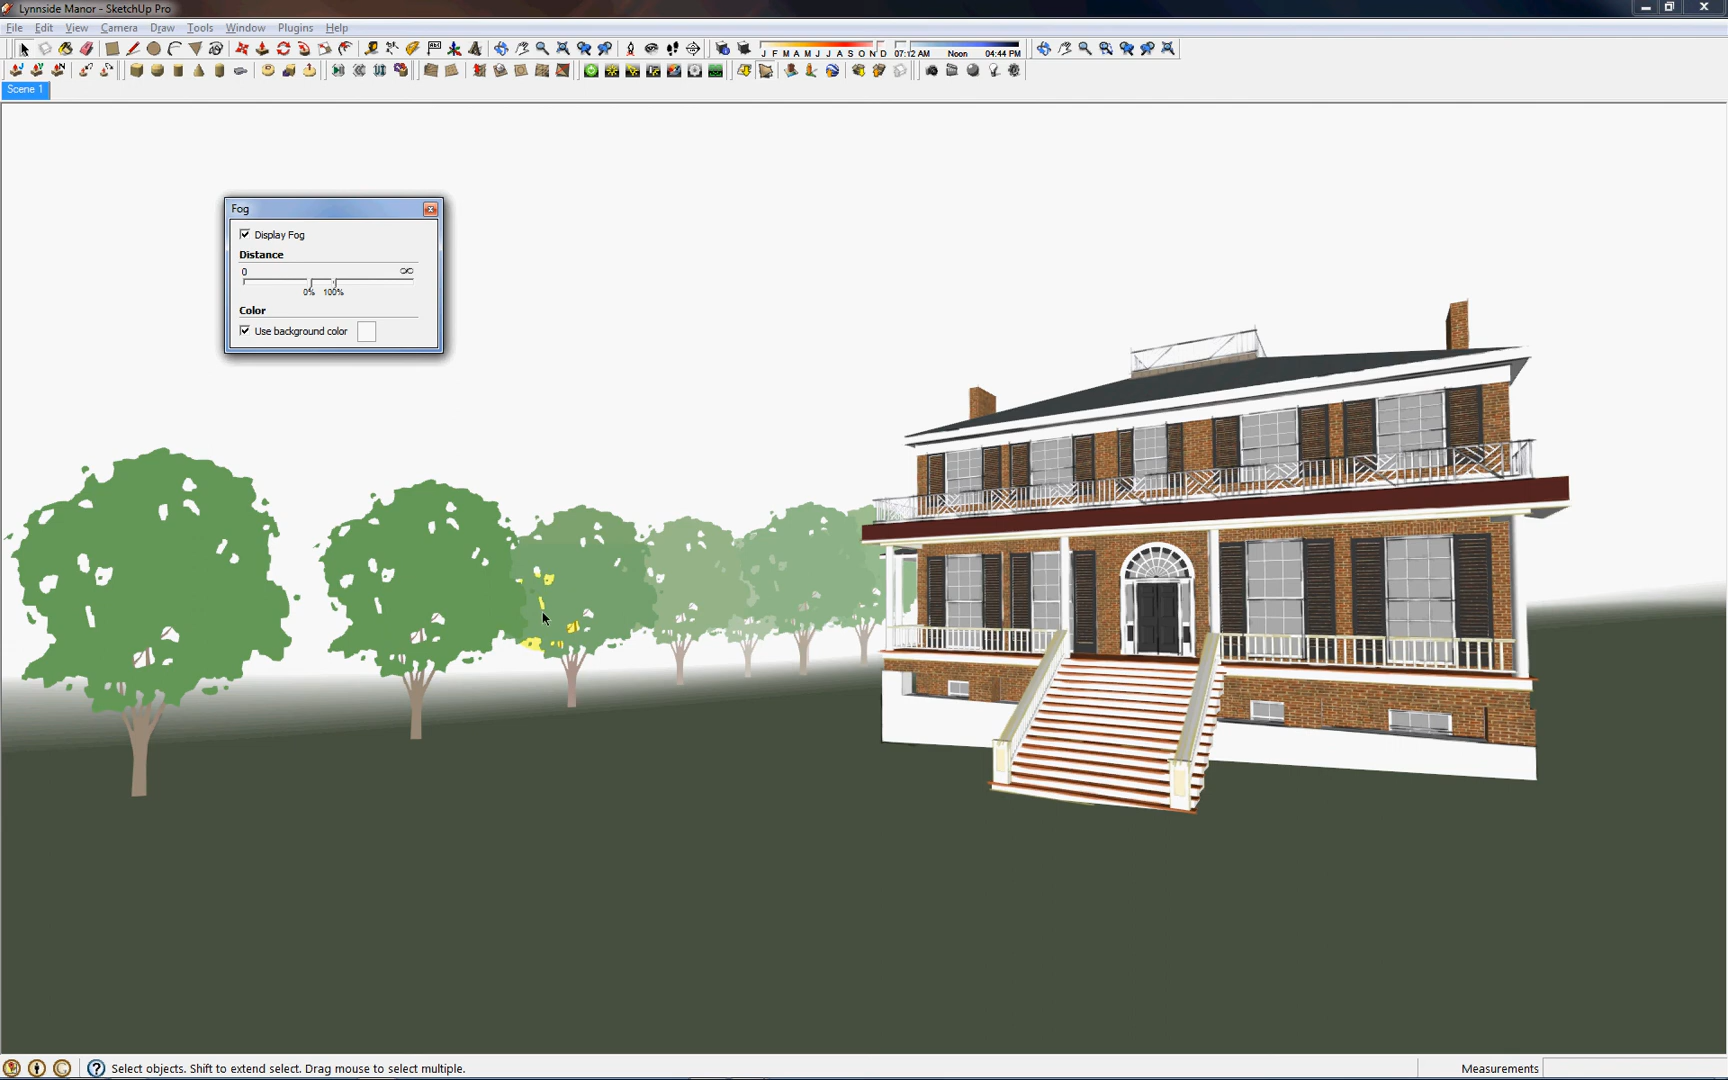 Lynnside Manor - SketchUp Pro
File Edit View Camera Draw Tools Window Plugins Help
J F M A M J J A S O N D 07:12 AM Noon 04:44 PM
Scene 1
Fog
Display Fog
Distance
0 ∞
0% 100%
Color
Use background color
Select objects. Shift to extend select. Drag mouse to select multiple.
Measurements